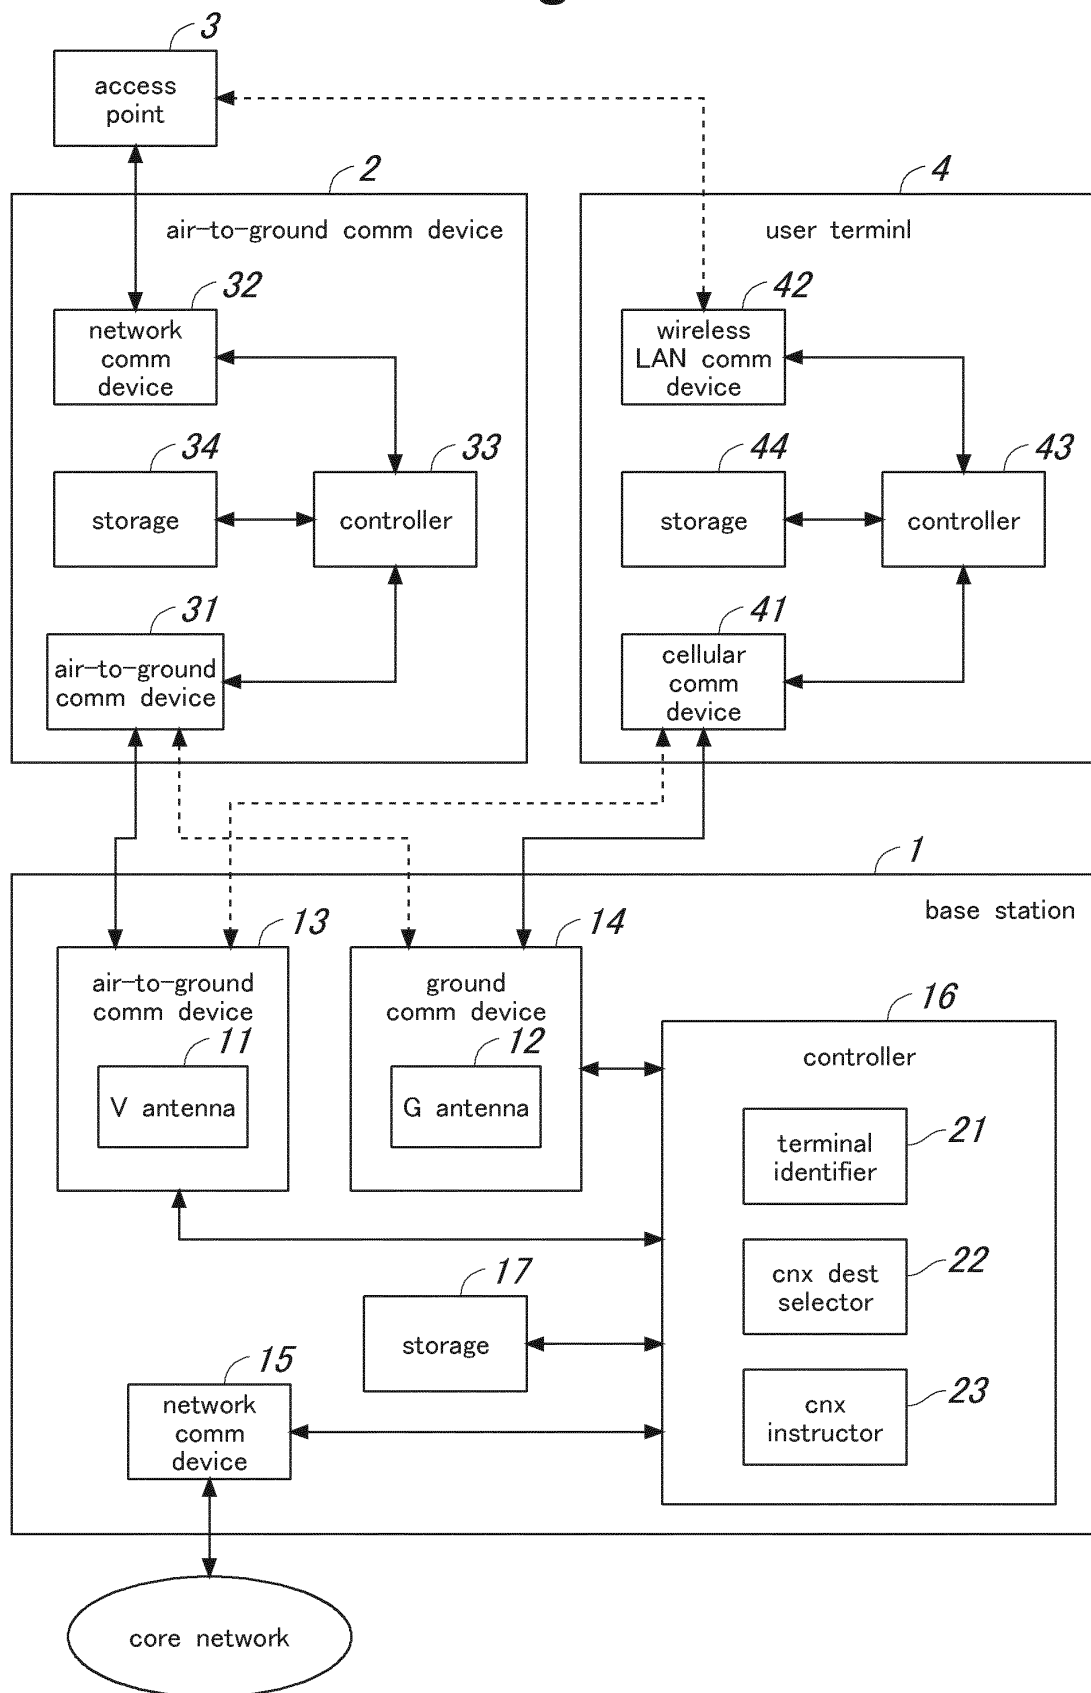 3
access
point
2
air-to-ground comm device
32
network
comm
device
34
storage
33
controller
31
air-to-ground
comm device
4
user terminl
42
wireless
LAN comm
device
44
storage
43
controller
41
cellular
comm
device
1
base station
13
air-to-ground
comm device
11
V antenna
14
ground
comm device
12
G antenna
16
controller
21
terminal
identifier
22
cnx dest
selector
23
cnx
instructor
17
storage
15
network
comm
device
core network